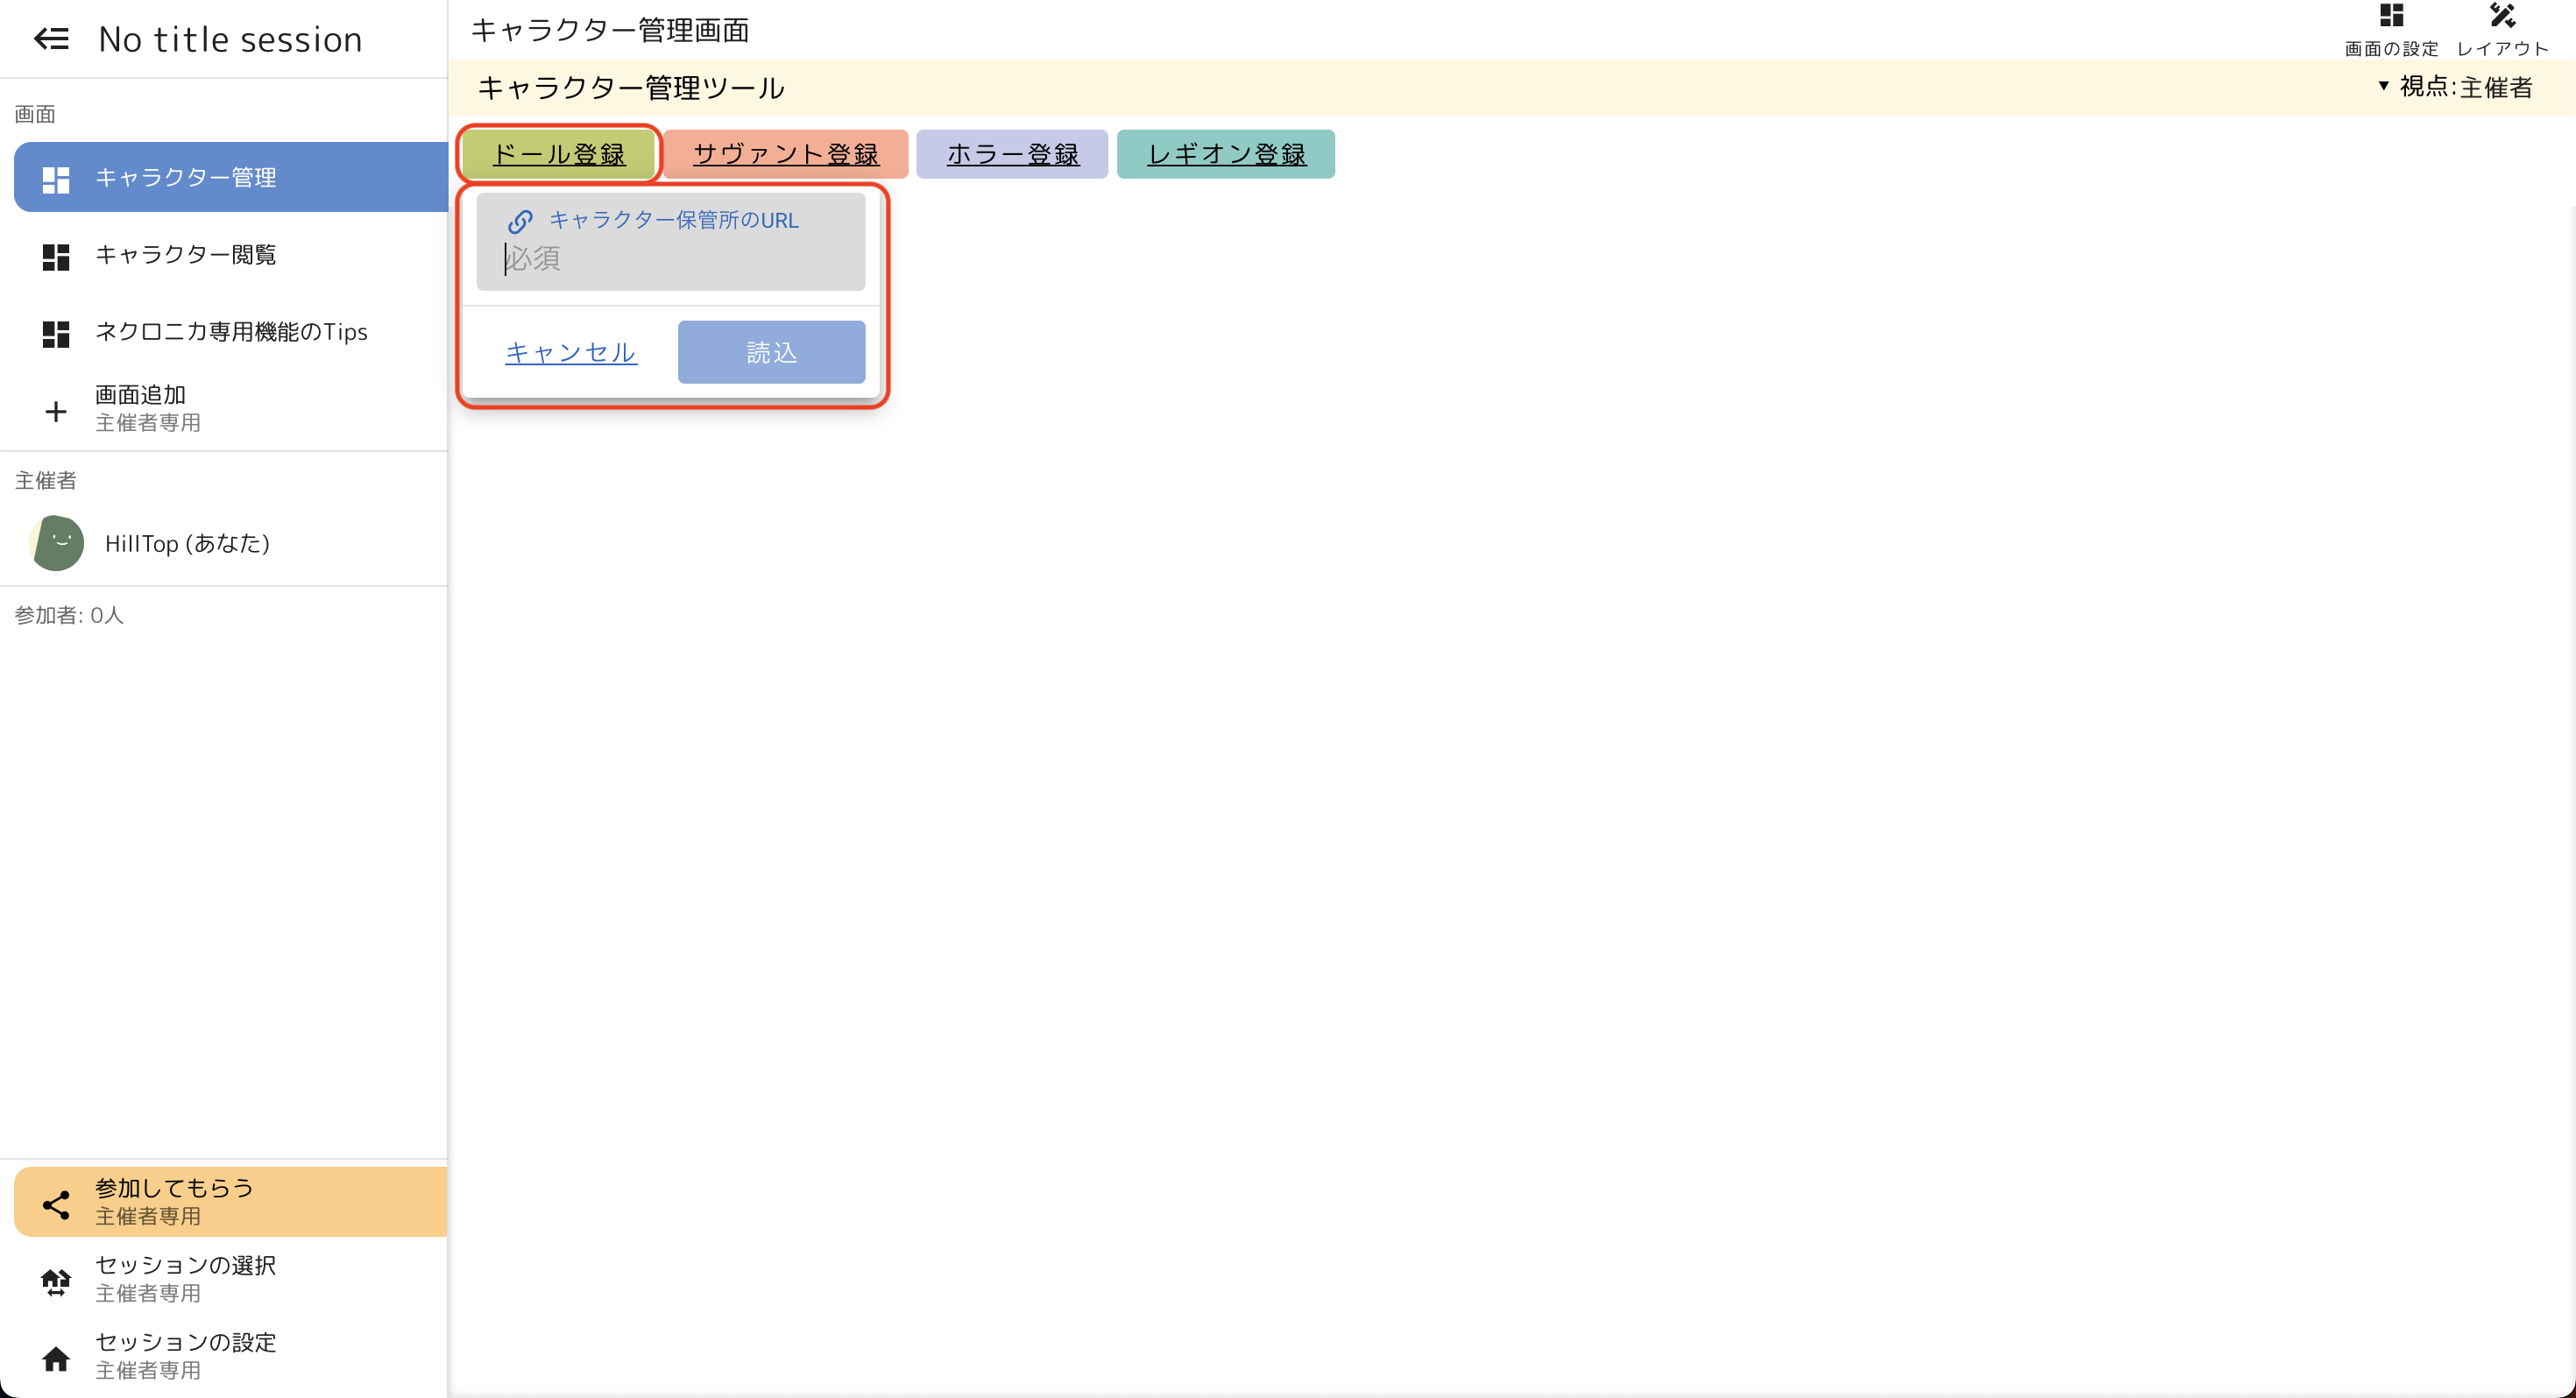 No title session
画面
キャラクター管理
キャラクター閲覧
ネクロニカ専用機能のTips
画面追加
主催者専用
主催者
HillTop (あなた)
参加者: 0人
参加してもらう
主催者専用
セッションの選択
主催者専用
セッションの設定
主催者専用
キャラクター管理画面
画面の設定
レイアウト
キャラクター管理ツール
▼ 視点:主催者
ドール登録
サヴァント登録
ホラー登録
レギオン登録
キャラクター保管所のURL
必須
キャンセル
読込